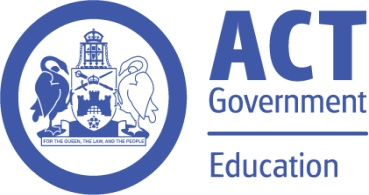 FOR THE QUEEN, THE LAW, AND THE PEOPLE
ACT
Government
Education